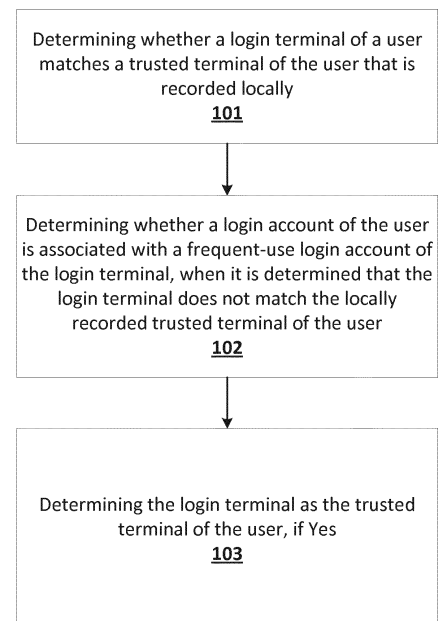 Determining whether a login terminal of a user
matches a trusted terminal of the user that is
recorded locally
101
Determining whether a login account of the user
is associated with a frequent-use login account of
the login terminal, when it is determined that the
login terminal does not match the locally
recorded trusted terminal of the user
102
Determining the login terminal as the trusted
terminal of the user, if Yes
103